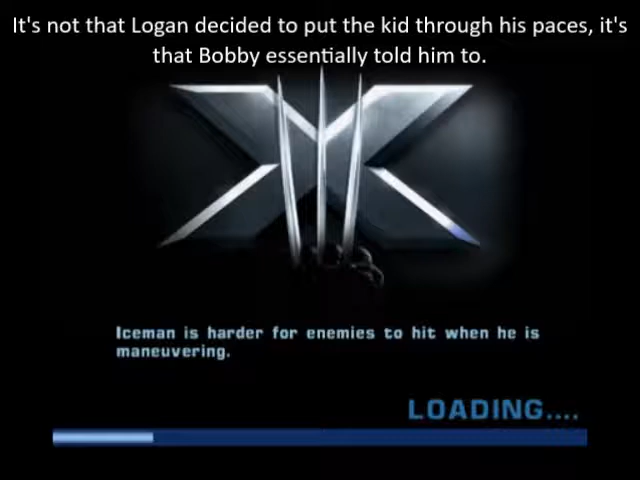 It's not that Logan decided to put the kid through his paces, it's
that Bobby essentially told him to.
Iceman is harder for enemies to hit when he is
maneuvering.
LOADING....